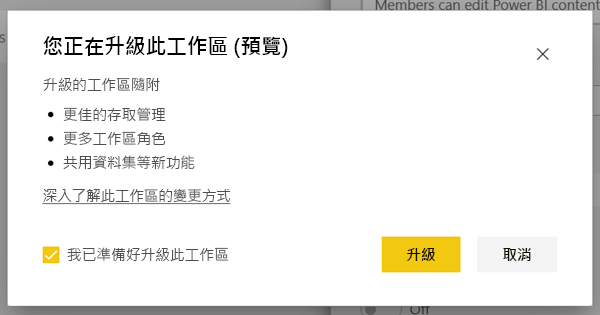 Members can edit Power BI content
您正在升級此工作區 (預覽)
升級的工作區隨附
更佳的存取管理
更多工作區角色
共用資料集等新功能
深入了解此工作區的變更方式
我已準備好升級此工作區
升級
取消
Off